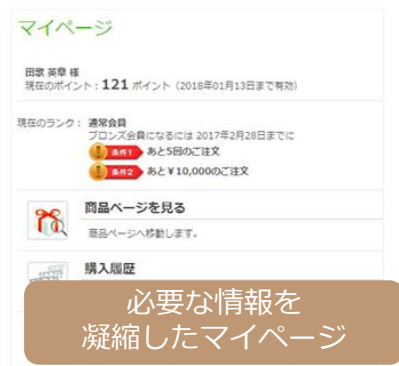 マイページ
田歌 英章 様
現在のポイント：121 ポイント（2018年01月13日まで有効）
現在のランク： 通常会員
ブロンズ会員になるには 2017年2月28日までに
条件1 あと5回のご注文
条件2 あと￥10,000のご注文
商品ページを見る
商品ページへ移動します。
購入履歴
必要な情報を
凝縮したマイページ